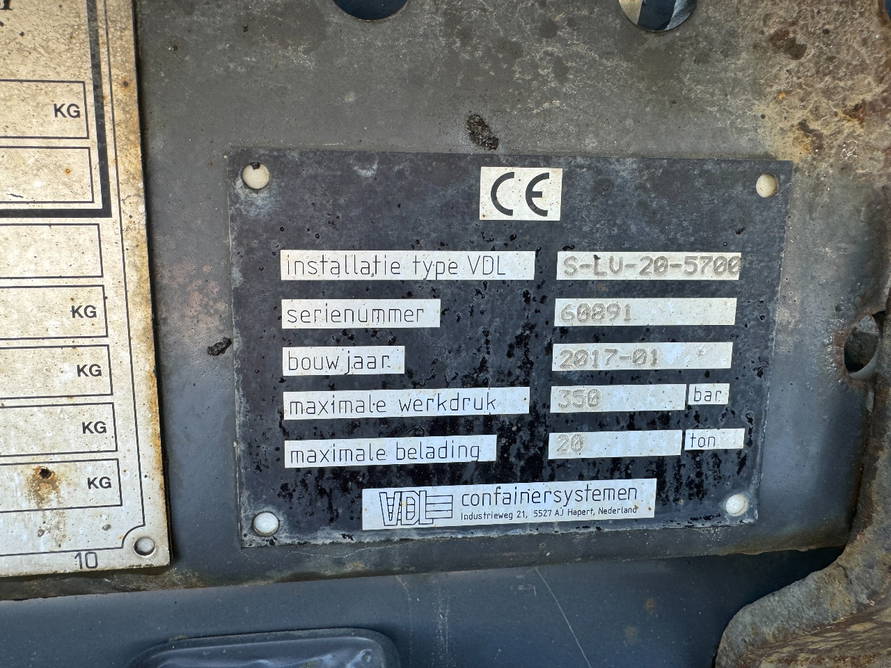 KG
KG
KG
KG
KG
10
CE
installatie type VDL S-LV-20-5700
serienummer 60891
bouwjaar 2017-01
maximale werkdruk 350 bar
maximale belading 20 ton
VDL containersystemen
Industrieweg 21, 5527 AJ Hapert, Nederland